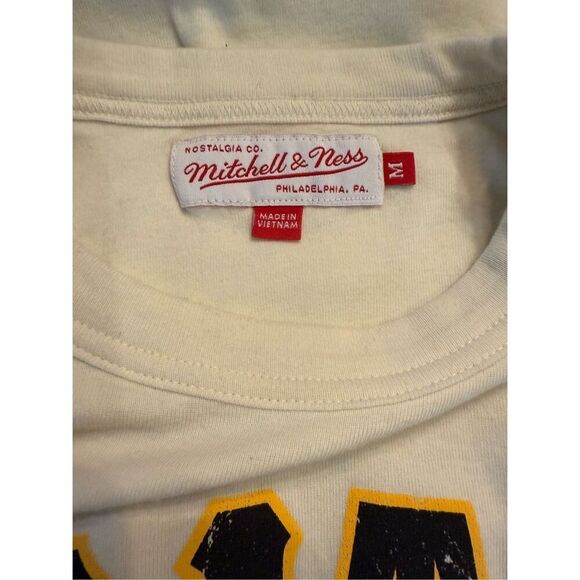 NOSTALGIA CO.
Mitchell & Ness
PHILADELPHIA, PA.
M
MADE IN
VIETNAM